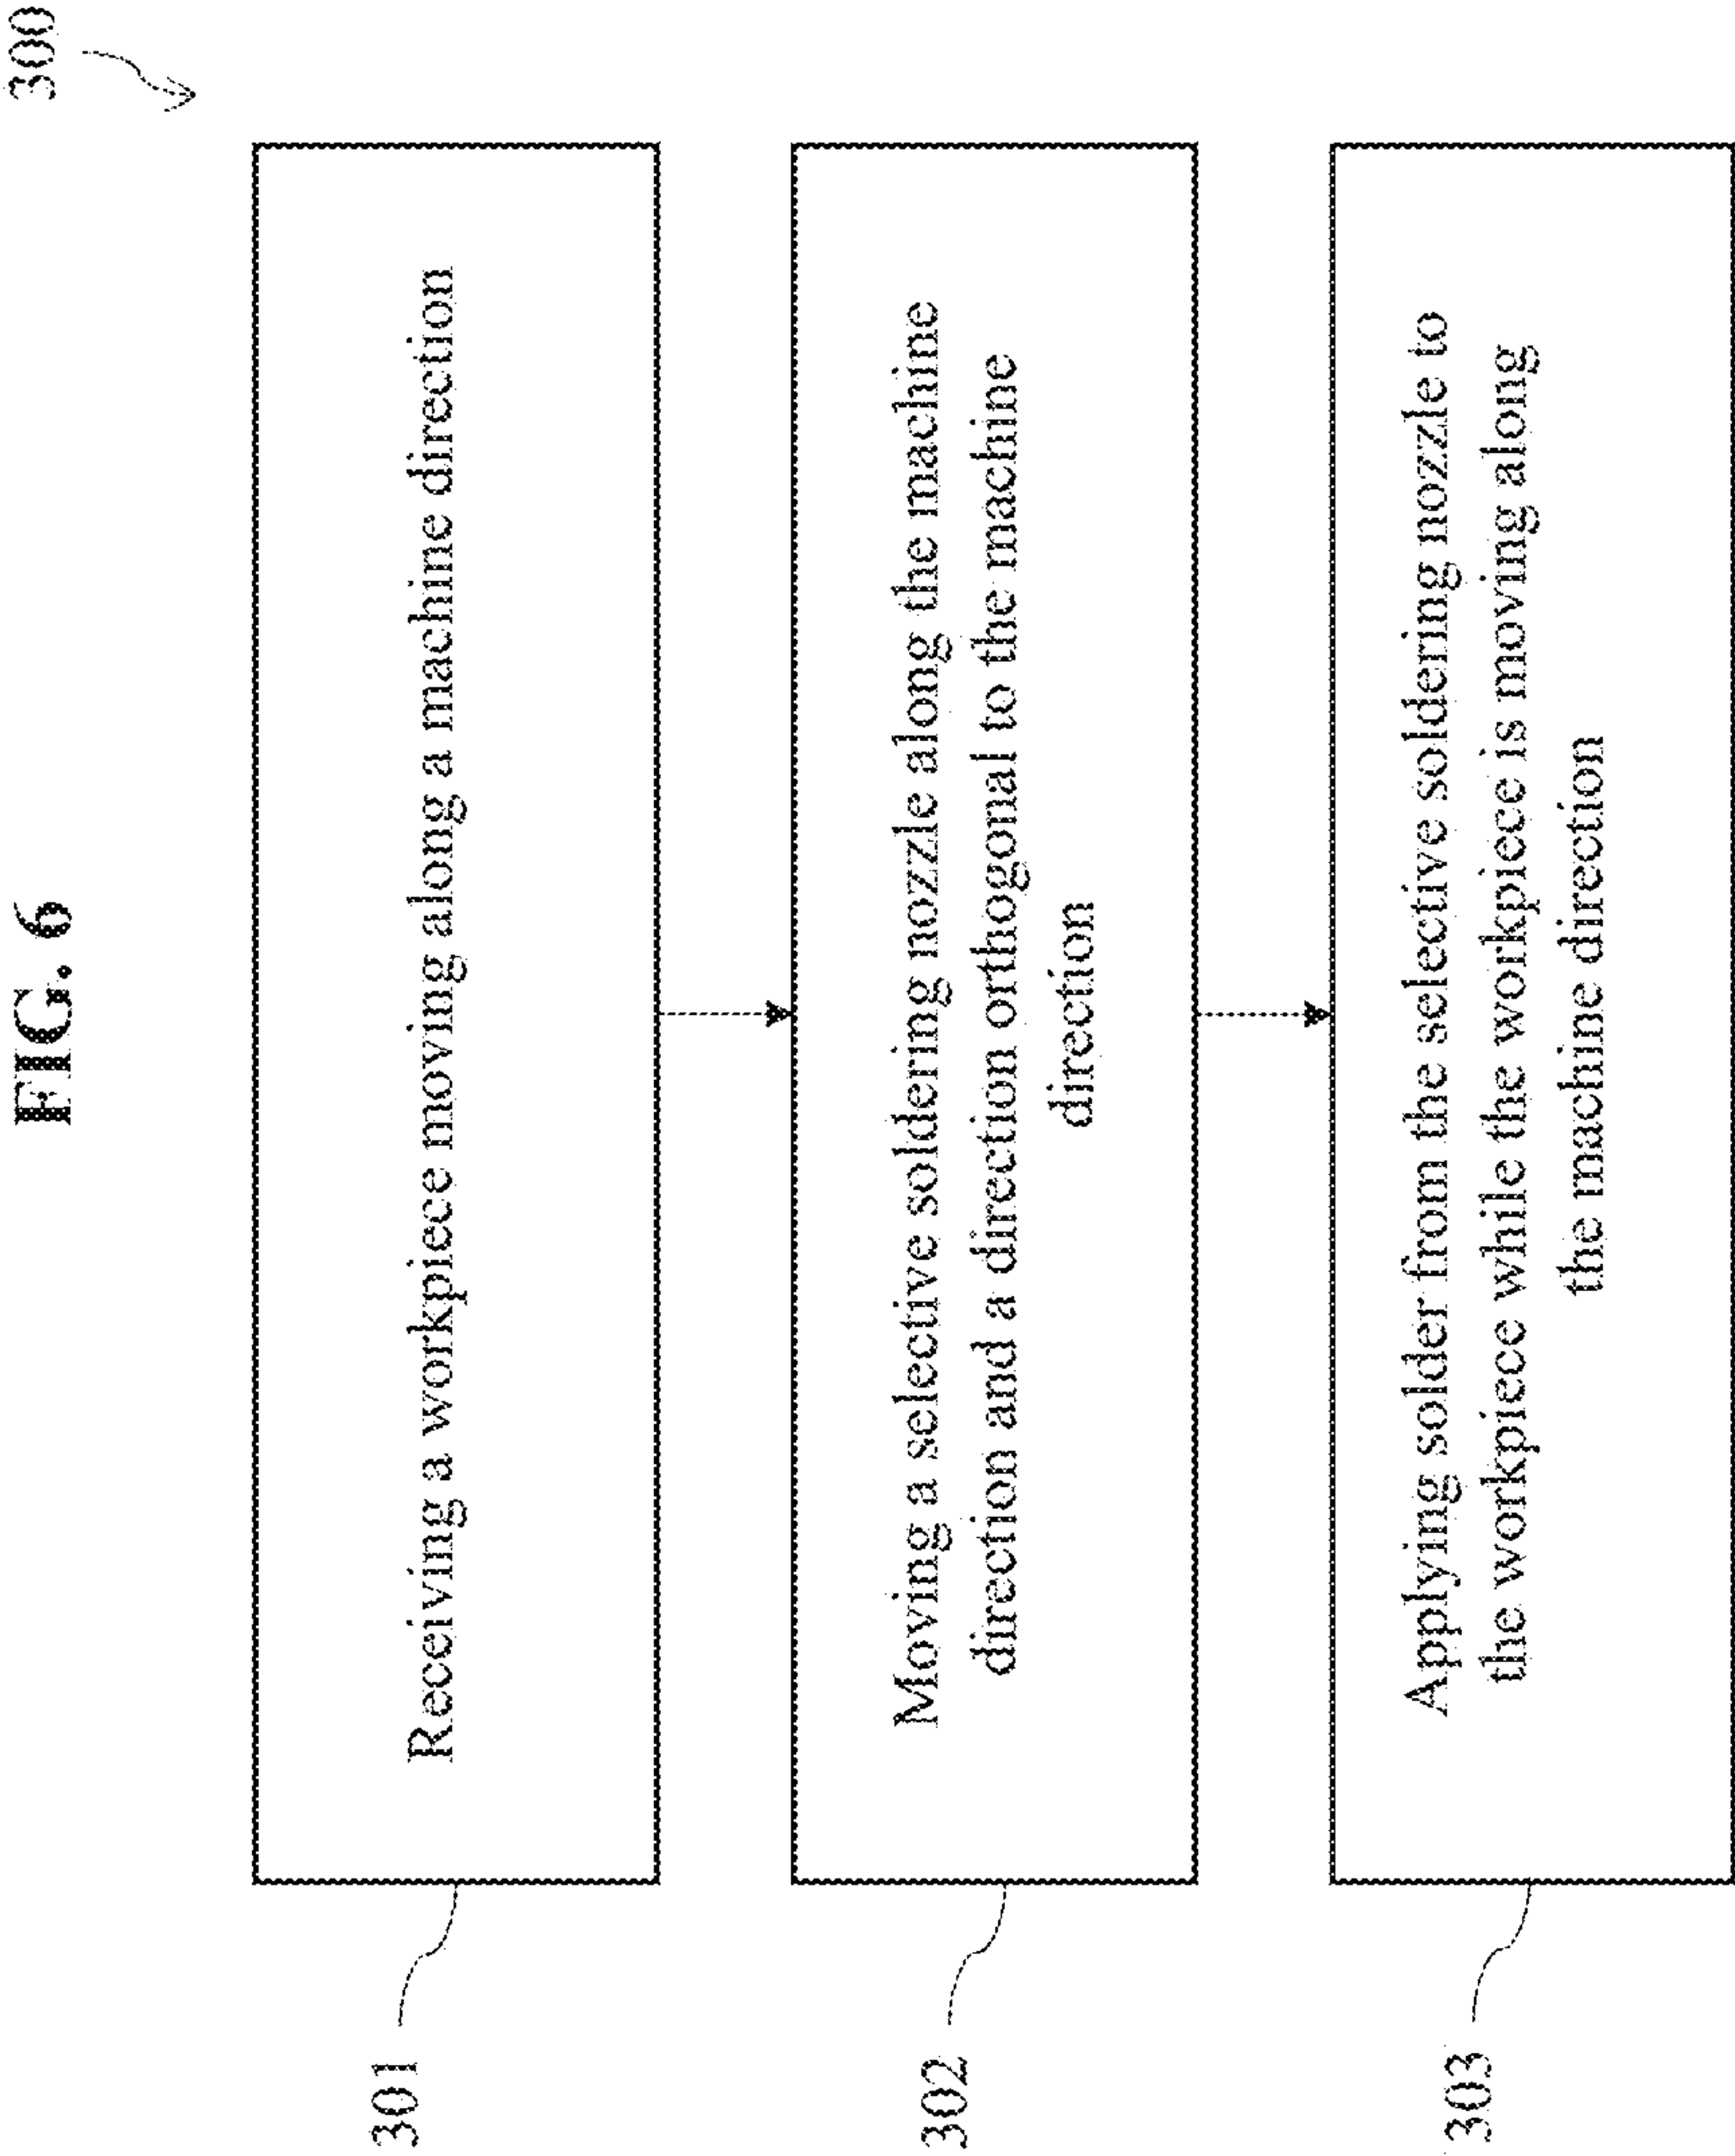 FIG. 6
300
301
Receiving a workpiece moving along a machine direction
302
Moving a selective soldering nozzle along the machine
direction and a direction orthogonal to the machine
direction
303
Applying solder from the selective soldering nozzle to
the workpiece while the workpiece is moving along
the machine direction